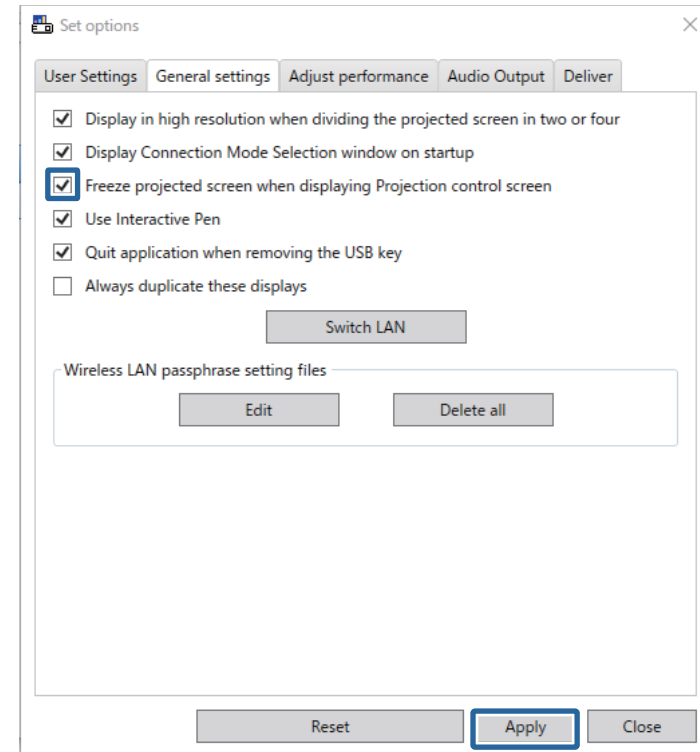 Set options
User Settings General settings Adjust performance Audio Output Deliver
Display in high resolution when dividing the projected screen in two or four
Display Connection Mode Selection window on startup
Freeze projected screen when displaying Projection control screen
Use Interactive Pen
Quit application when removing the USB key
Always duplicate these displays
Switch LAN
Wireless LAN passphrase setting files
Edit Delete all
Reset Apply Close